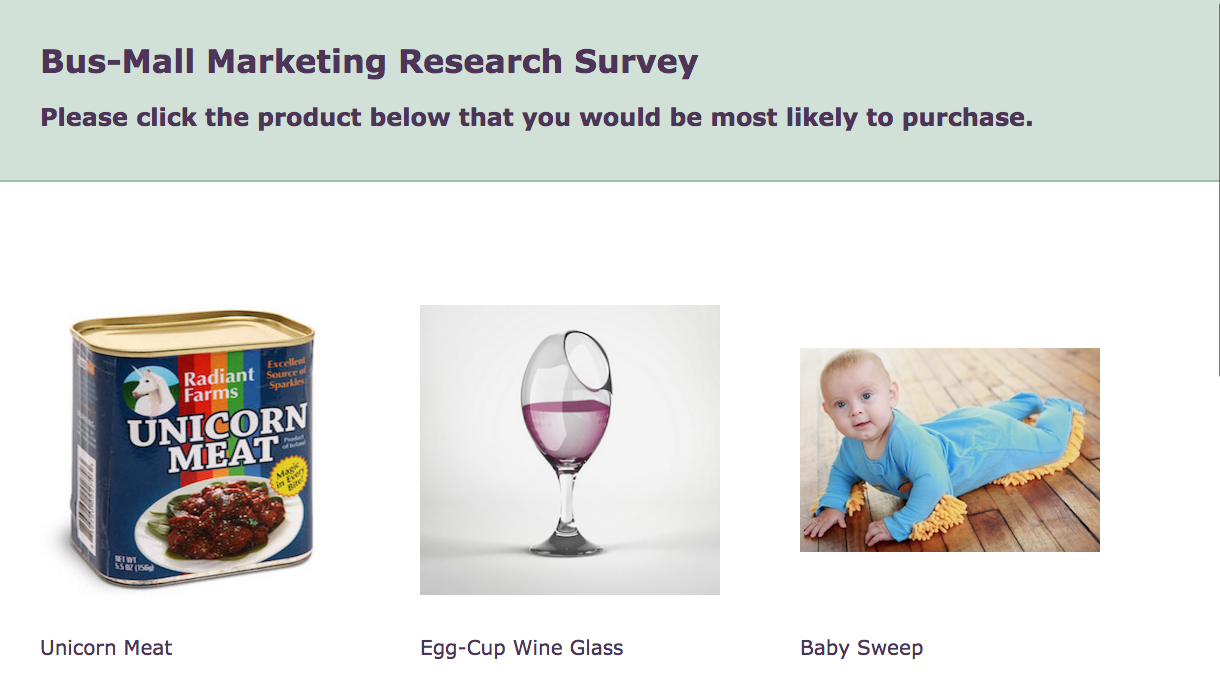 Bus-Mall Marketing Research Survey
Please click the product below that you would be most likely to purchase.
Radiant
Farms
Excellent
Source of
Sparkles
UNICORN
MEAT
Product
of Ireland
Magic
in Every
Bite!
NET WT
5.5 OZ (156g)
Unicorn Meat
Egg-Cup Wine Glass
Baby Sweep